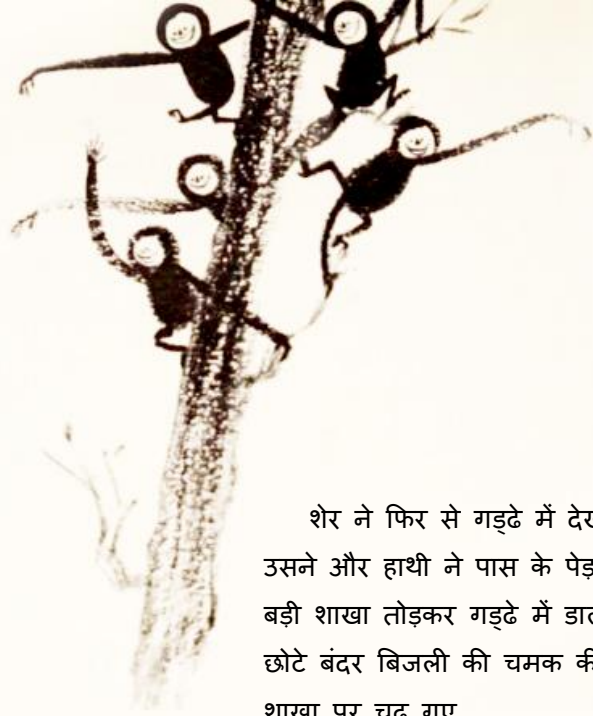 शेर ने फिर से गड्ढे में
उसने और हाथी ने पास के पेड़
बड़ी शाखा तोड़कर गड्ढे में
छोटे बंदर बिजली की चमक
शाखा पर चढ़ गए